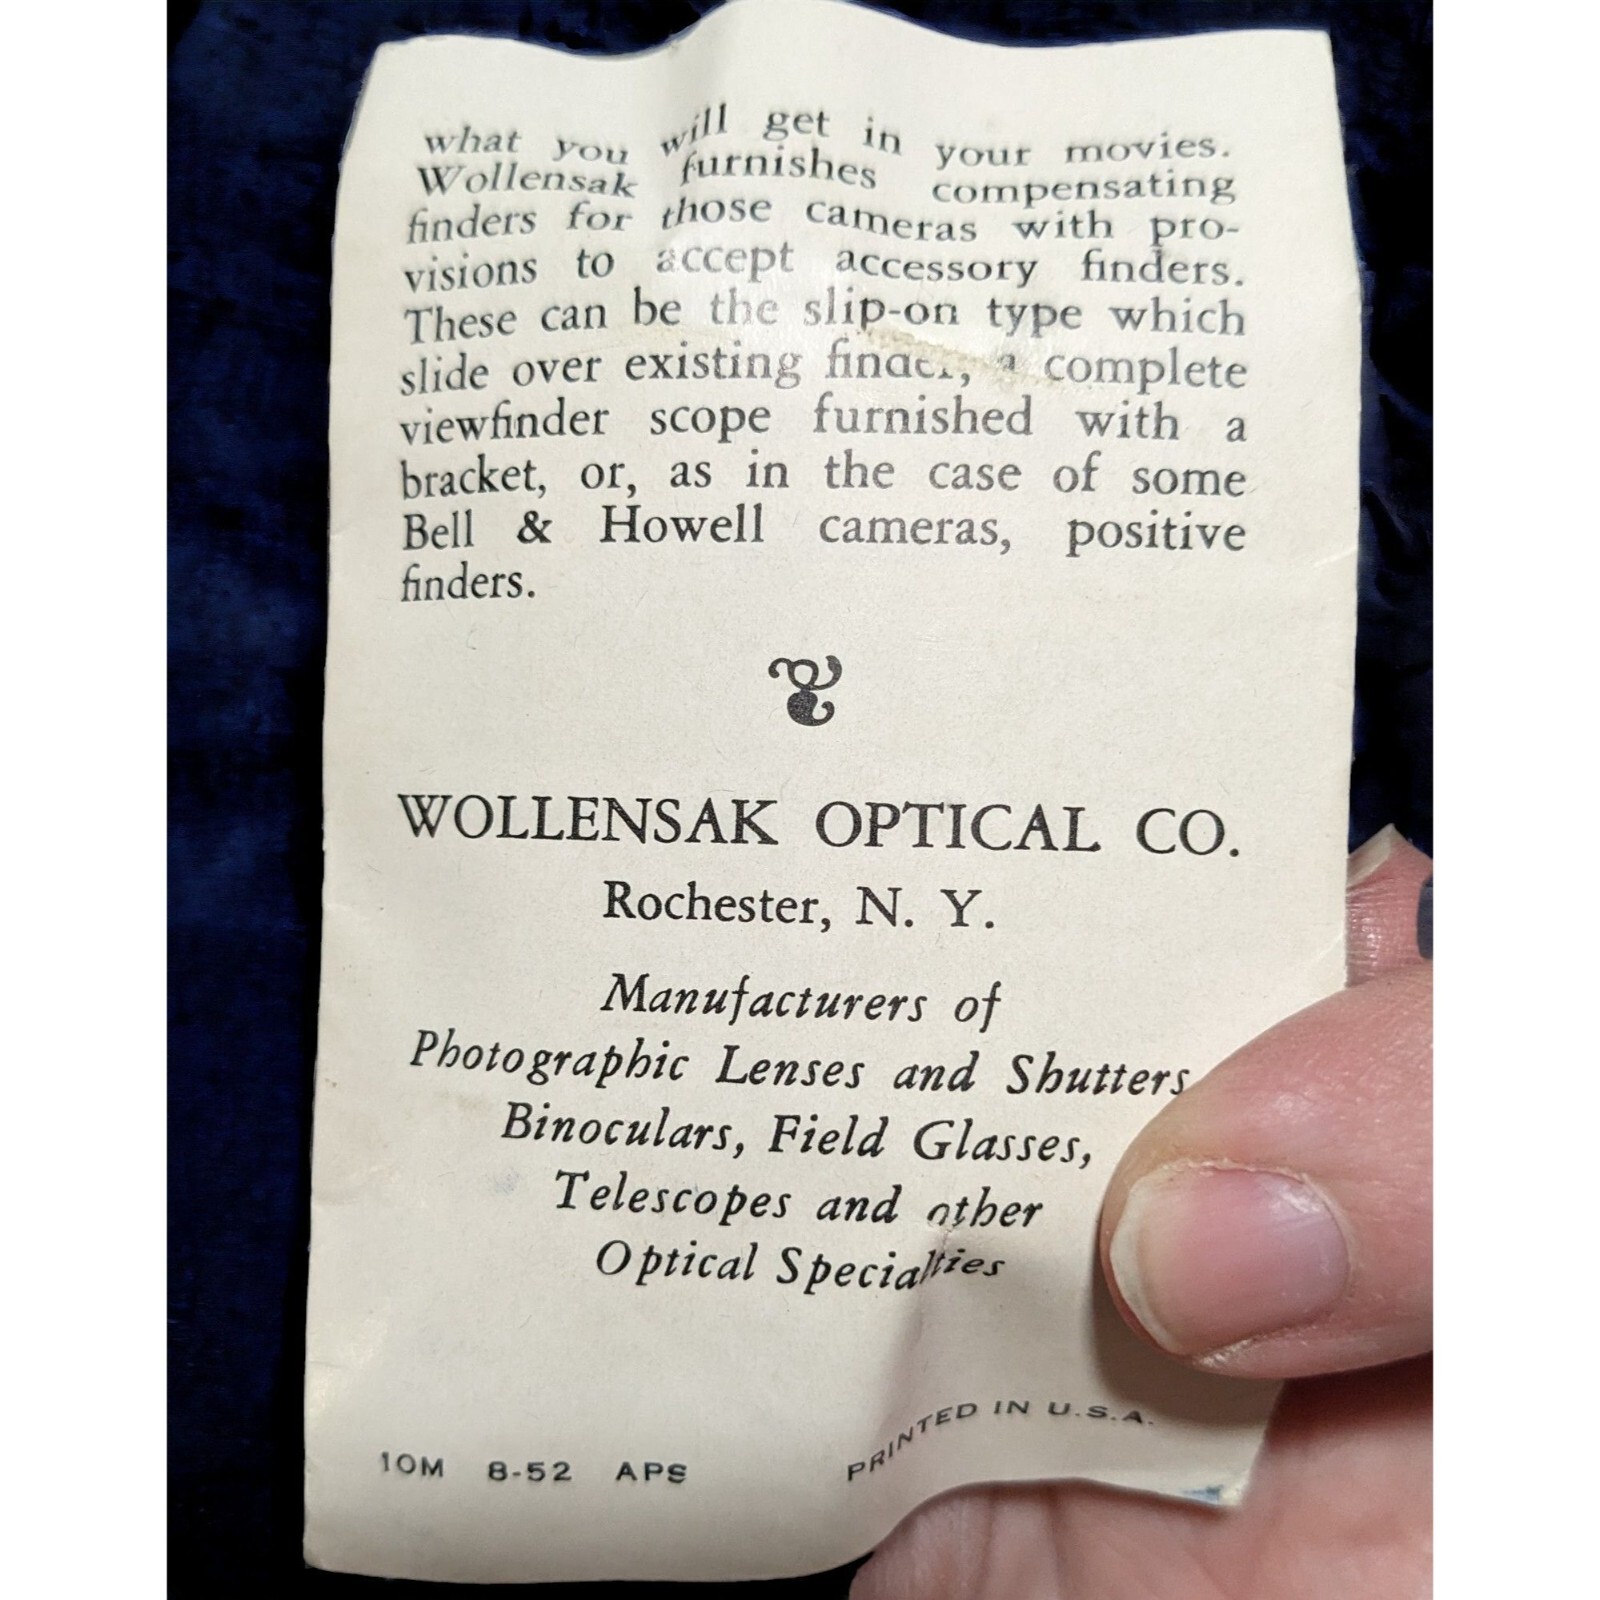 what you will get in your movies.
Wollensak furnishes compensating
finders for those cameras with pro-
visions to accept accessory finders.
These can be the slip-on type which
slide over existing finder, a complete
viewfinder scope furnished with a
bracket, or, as in the case of some
Bell & Howell cameras, positive
finders.
WOLLENSAK OPTICAL CO.
Rochester, N. Y.
Manufacturers of
Photographic Lenses and Shutters
Binoculars, Field Glasses,
Telescopes and other
Optical Specialties
10M 8-52 APS PRINTED IN U.S.A.